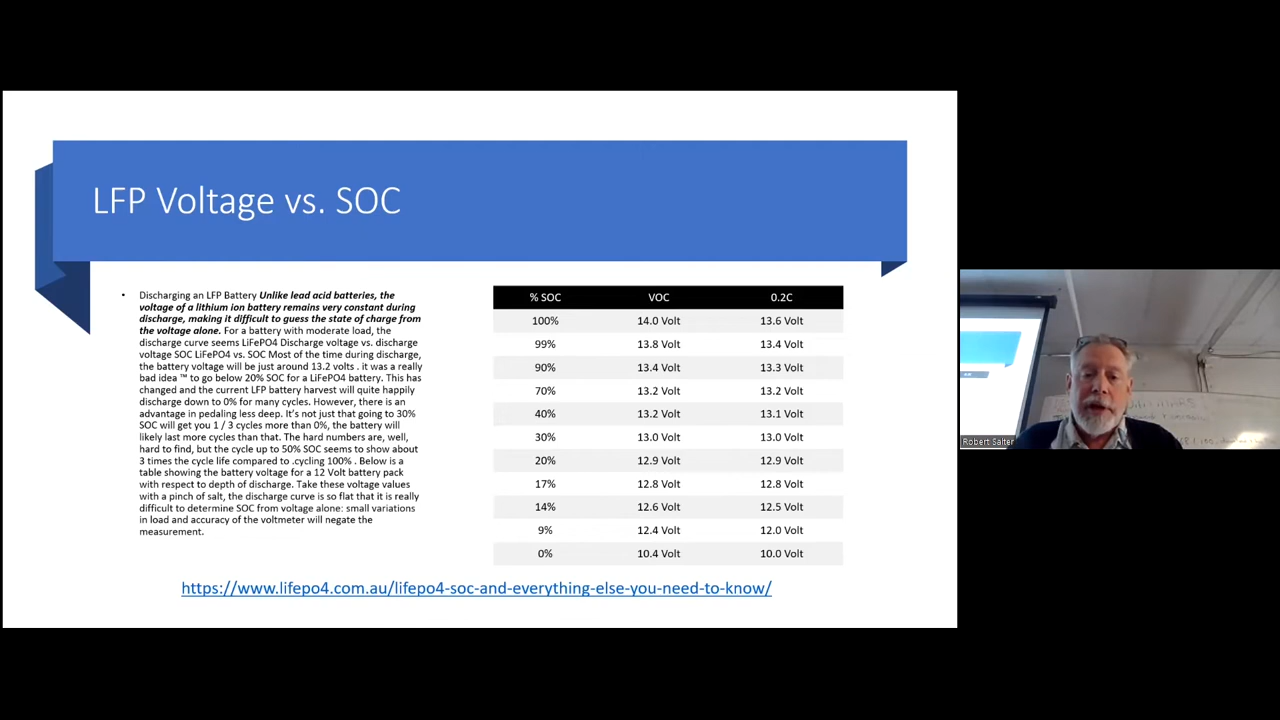 LFP Voltage vs. SOC
• Discharging an LFP Battery Unlike lead acid batteries, the
voltage of a lithium ion battery remains very constant during
discharge, making it difficult to guess the state of charge from
the voltage alone. For a battery with moderate load, the
discharge curve seems LiFePO4 Discharge voltage vs. discharge
voltage SOC LiFePO4 vs. SOC Most of the time during discharge,
the battery voltage will be just around 13.2 volts . it was a really
bad idea ™ to go below 20% SOC for a LiFePO4 battery. This has
changed and the current LFP battery harvest will quite happily
discharge down to 0% for many cycles. However, there is an
advantage in pedaling less deep. It's not just that going to 30%
SOC will get you 1 / 3 cycles more than 0%, the battery will
likely last more cycles than that. The hard numbers are, well,
hard to find, but the cycle up to 50% SOC seems to show about
3 times the cycle life compared to .cycling 100% . Below is a
table showing the battery voltage for a 12 Volt battery pack
with respect to depth of discharge. Take these voltage values
with a pinch of salt, the discharge curve is so flat that it is really
difficult to determine SOC from voltage alone: small variations
in load and accuracy of the voltmeter will negate the
measurement.
% SOC VOC 0.2C
100% 14.0 Volt 13.6 Volt
99% 13.8 Volt 13.4 Volt
90% 13.4 Volt 13.3 Volt
70% 13.2 Volt 13.2 Volt
40% 13.2 Volt 13.1 Volt
30% 13.0 Volt 13.0 Volt
20% 12.9 Volt 12.9 Volt
17% 12.8 Volt 12.8 Volt
14% 12.6 Volt 12.5 Volt
9% 12.4 Volt 12.0 Volt
0% 10.4 Volt 10.0 Volt
https://www.lifepo4.com.au/lifepo4-soc-and-everything-else-you-need-to-know/
Robert Salter